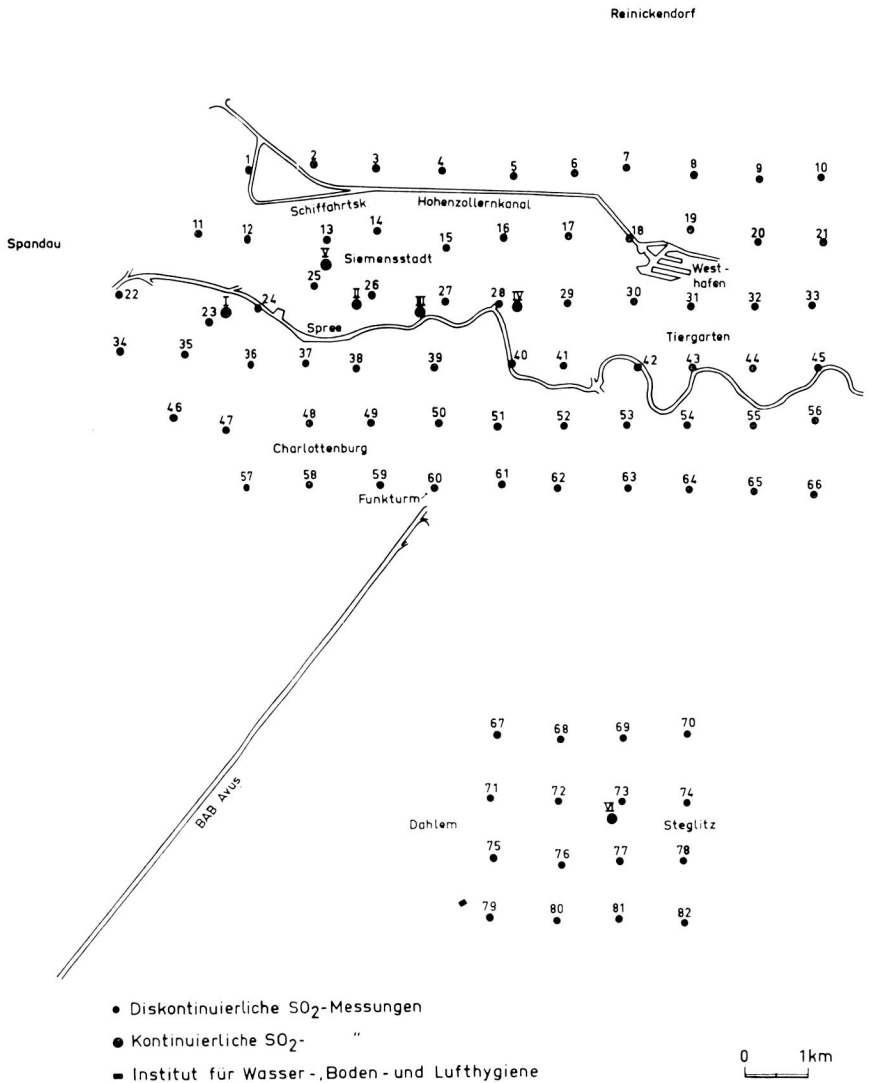 Reinickendorf
1 2 3 4 5 6 7 8 9 10
Schiffahrtsk. Hohenzollernkanal
11 12 13 14 15 16 17 18 19 20 21
Spandau
V
Siemensstadt
West-
hafen
22 23 I 24 25 II 26 III 27 28 IV 29 30 31 32 33
Spree
Tiergarten
34 35 36 37 38 39 40 41 42 43 44 45
46 47 48 49 50 51 52 53 54 55 56
Charlottenburg
57 58 59 60 61 62 63 64 65 66
Funkturm
BAB Avus
67 68 69 70
71 72 73 74
VI
Dahlem Steglitz
75 76 77 78
79 80 81 82
Diskontinuierliche SO₂-Messungen
Kontinuierliche SO₂- "
Institut für Wasser-, Boden- und Lufthygiene
0 1km